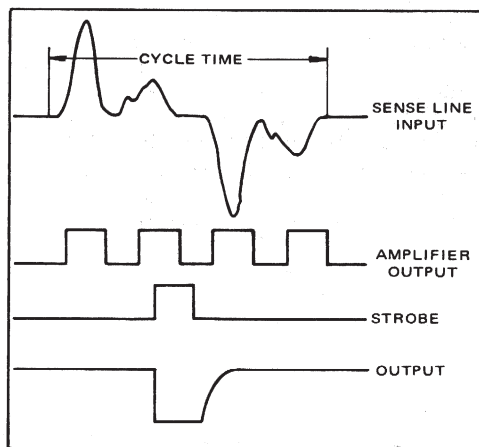 CYCLE TIME
SENSE LINE
INPUT
AMPLIFIER
OUTPUT
STROBE
OUTPUT